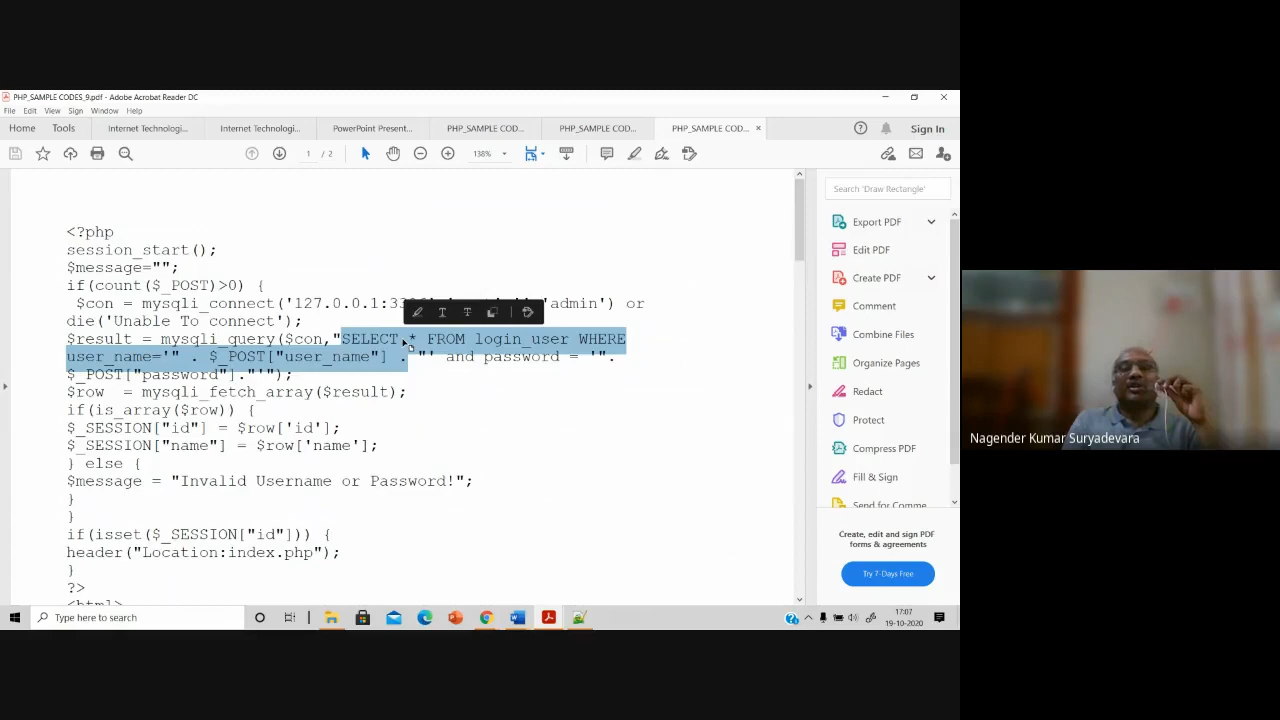 PHP_SAMPLE CODES_9.pdf - Adobe Acrobat Reader DC
File Edit View Sign Window Help
Home Tools Internet Technologi... Internet Technologi... PowerPoint Present... PHP_SAMPLE COD... PHP_SAMPLE COD... PHP_SAMPLE COD... × Sign In
1 / 2 138%
<?php
session_start();
$message="";
if(count($_POST)>0) {
$con = mysqli_connect('127.0.0.1: 'admin') or
die('Unable To connect');
$result = mysqli_query($con,"SELECT * FROM login_user WHERE
user_name='" . $_POST["user_name"] . "' and password = '".
$_POST["password"]."'");
$row = mysqli_fetch_array($result);
if(is_array($row)) {
$_SESSION["id"] = $row['id'];
$_SESSION["name"] = $row['name'];
} else {
$message = "Invalid Username or Password!";
}
}
if(isset($_SESSION["id"])) {
header("Location:index.php");
}
?>
<html>
Search 'Draw Rectangle'
Export PDF
Edit PDF
Create PDF
Comment
Combine Files
Organize Pages
Redact
Protect
Compress PDF
Fill & Sign
Send for Comme
Create, edit and sign PDF
forms & agreements
Try 7-Days Free
Nagender Kumar Suryadevara
Type here to search
17:07
19-10-2020